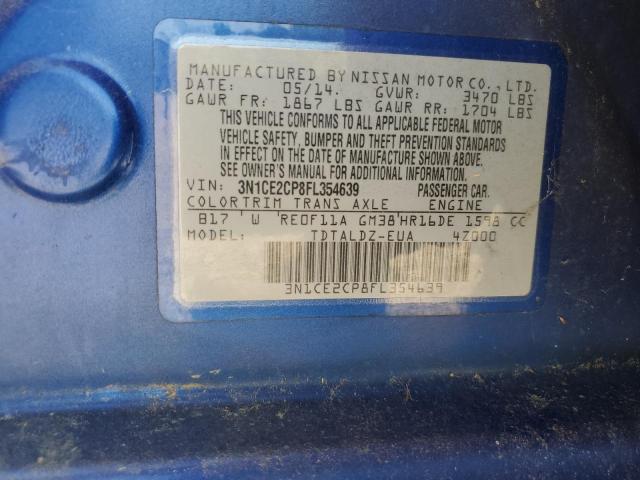 MANUFACTURED BY NISSAN MOTOR CO., LTD.
DATE: 05/14. GVWR: 3470 LBS
GAWR FR: 1867 LBS GAWR RR: 1704 LBS
THIS VEHICLE CONFORMS TO ALL APPLICABLE FEDERAL MOTOR
VEHICLE SAFETY, BUMPER AND THEFT PREVENTION STANDARDS
IN EFFECT ON THE DATE OF MANUFACTURE SHOWN ABOVE.
SEE OWNER'S MANUAL FOR ADDITIONAL INFORMATION.
VIN: 3N1CE2CP8FL354639 PASSENGER CAR.
COLOR TRIM TRANS AXLE ENGINE
B17 W RE0F11A GM38 HR16DE 1598 CC
MODEL: TDTALDZ-EUA 4Z000
3N1CE2CP8FL354639